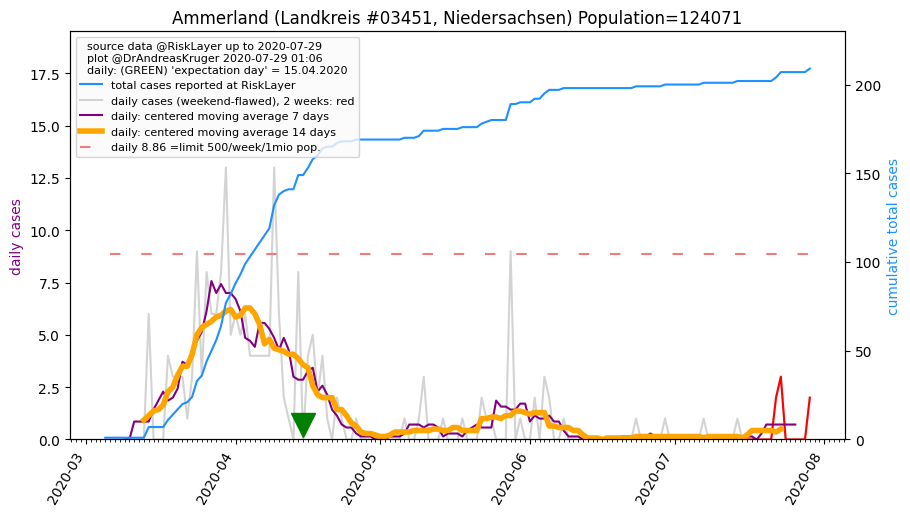 Ammerland (Landkreis #03451, Niedersachsen) Population=124071
source data @RiskLayer up to 2020-07-29
plot @DrAndreasKruger 2020-07-29 01:06
daily: (GREEN) 'expectation day' = 15.04.2020
total cases reported at RiskLayer
daily cases (weekend-flawed), 2 weeks: red
daily: centered moving average 7 days
daily: centered moving average 14 days
daily 8.86 =limit 500/week/1mio pop.
daily cases
17.5
15.0
12.5
10.0
7.5
5.0
2.5
0.0
cumulative total cases
200
150
100
50
0
2020-03
2020-04
2020-05
2020-06
2020-07
2020-08